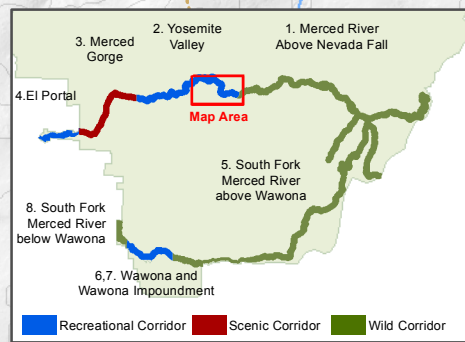 1. Merced River
Above Nevada Fall
2. Yosemite
Valley
3. Merced
Gorge
4.El Portal
Map Area
5. South Fork
Merced River
above Wawona
8. South Fork
Merced River
below Wawona
6,7. Wawona and
Wawona Impoundment
Recreational Corridor
Scenic Corridor
Wild Corridor